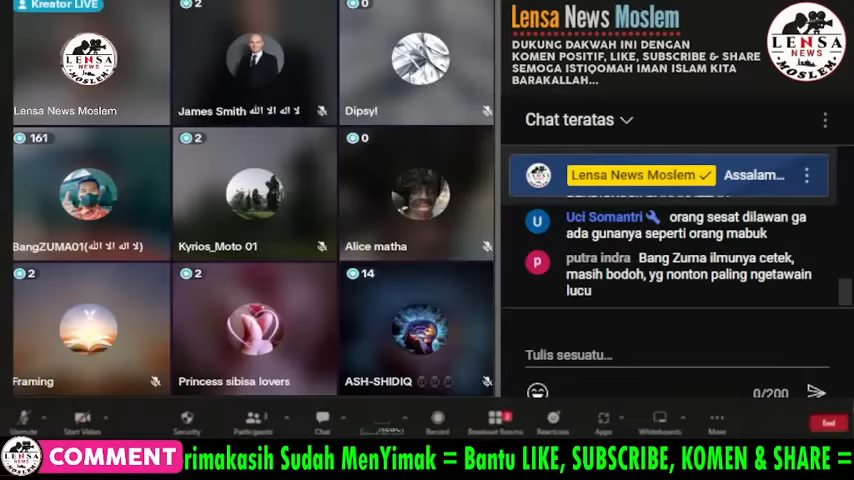 Kreator LIVE
2
0
Lensa News Moslem
James Smith لا اله الا الله
Dipsy!
161
2
0
BangZUMA01(لا اله الا الله)
Kyrios_Moto 01
Alice matha
2
2
14
Framing
Princess sibisa lovers
ASH-SHIDIQ
Lensa News Moslem
DUKUNG DAKWAH INI DENGAN
KOMEN POSITIF, LIKE, SUBSCRIBE & SHARE
SEMOGA ISTIQOMAH IMAN ISLAM KITA
BARAKALLAH...
LENSA
NEWS
MOSLEM
Chat teratas
Lensa News Moslem Assalam...
Uci Somantri orang sesat dilawan ga
ada gunanya seperti orang mabuk
putra indra Bang Zuma ilmunya cetek,
masih bodoh, yg nonton paling ngetawain
lucu
Tulis sesuatu...
0/200
Unmute
Start Video
Security
Participants
Chat
Record
Breakout Rooms
Reactions
Apps
Whiteboards
More
End
COMMENT
rimakasih Sudah MenYimak = Bantu LIKE, SUBSCRIBE, KOMEN & SHARE =